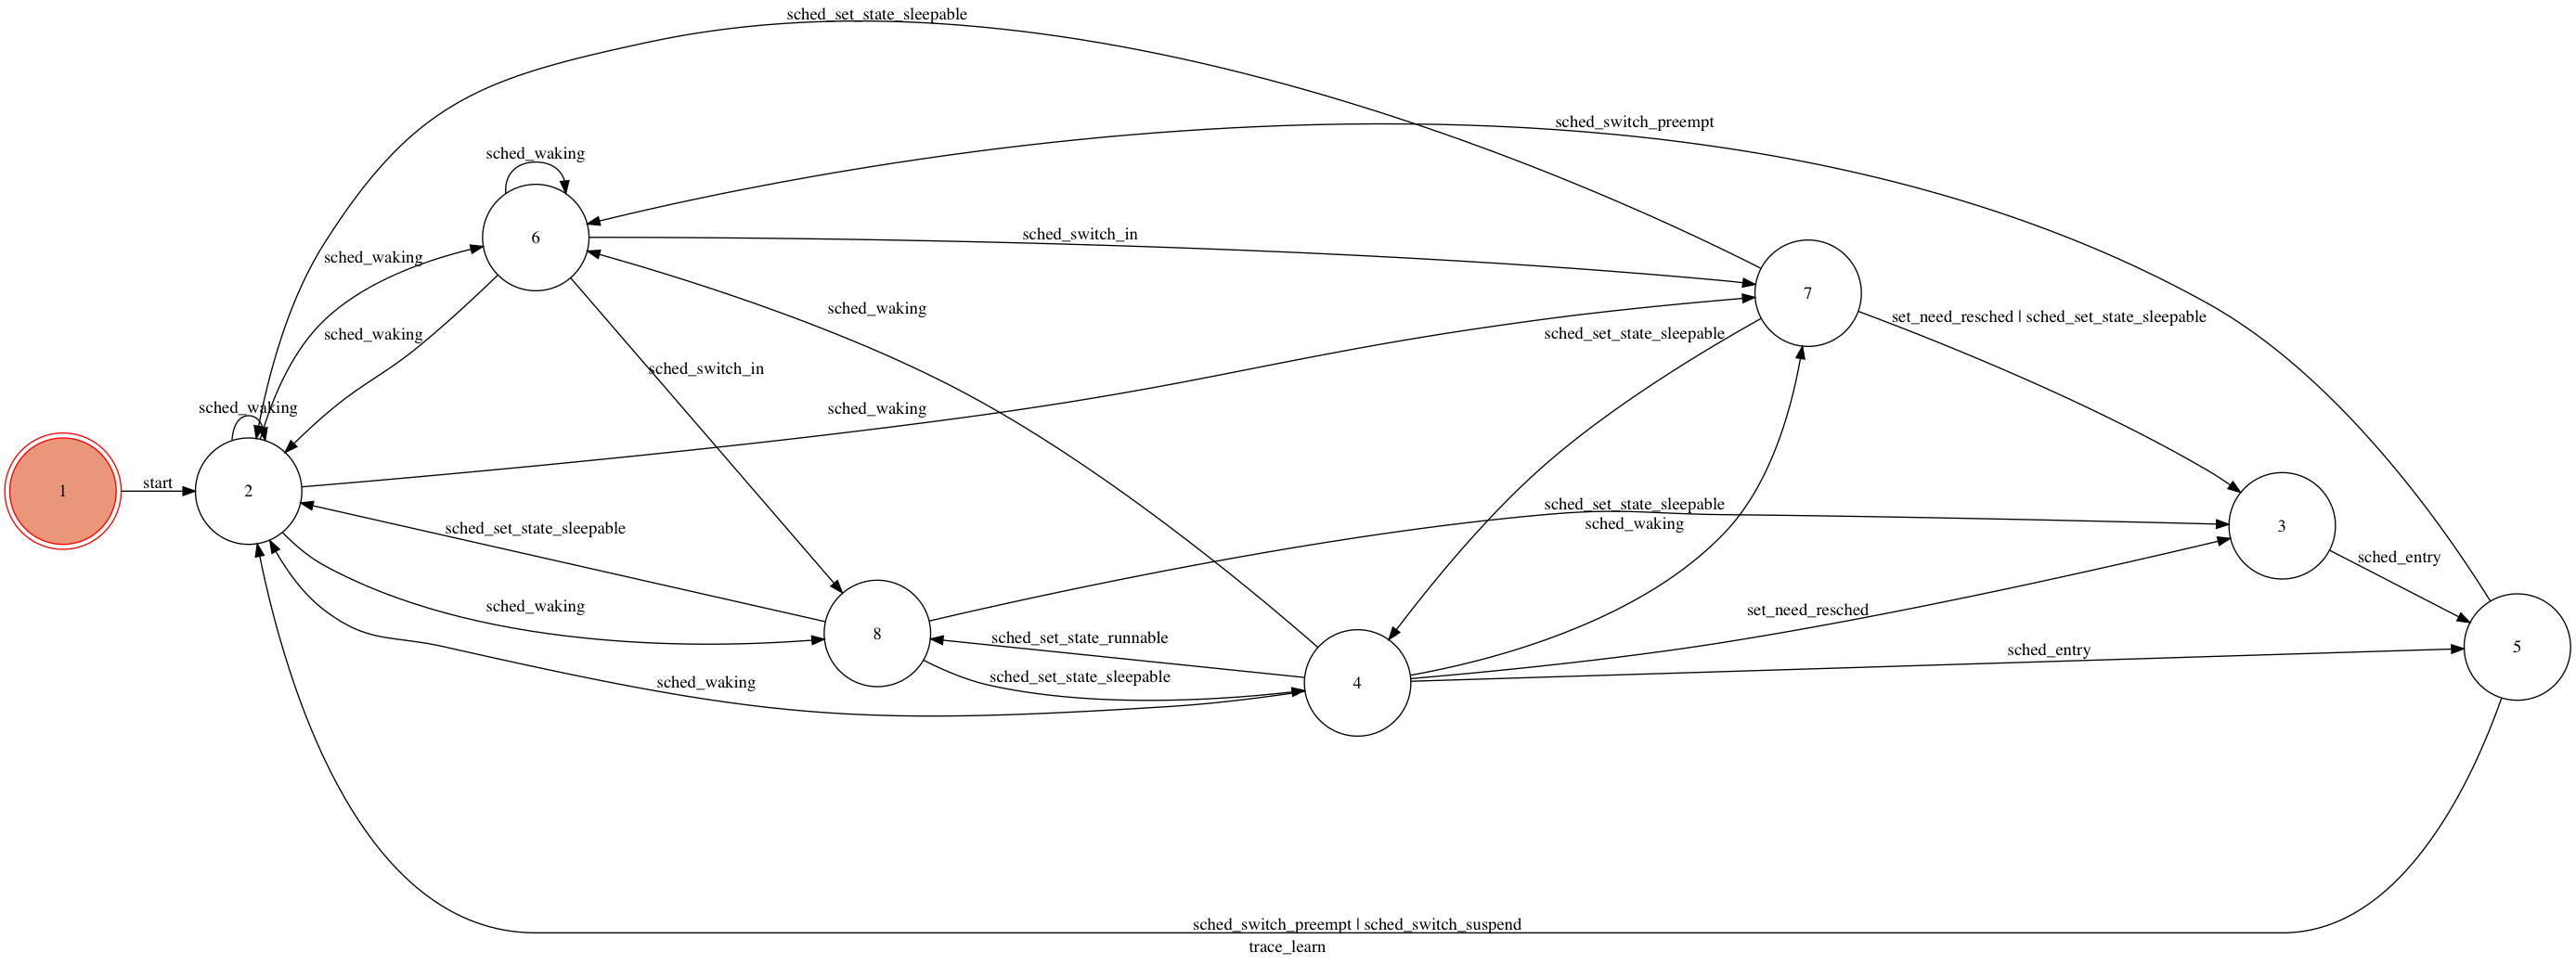 sched_set_state_sleepable
sched_switch_preempt
sched_waking
6
sched_switch_in
sched_waking
7
sched_waking
set_need_resched | sched_set_state_sleepable
sched_waking
sched_set_state_sleepable
sched_switch_in
sched_waking
sched_waking
1
start
2
sched_set_state_sleepable
sched_waking
3
sched_set_state_sleepable
sched_entry
sched_waking
set_need_resched
8
sched_set_state_runnable
5
sched_entry
sched_set_state_sleepable
sched_waking
4
sched_switch_preempt | sched_switch_suspend
trace_learn